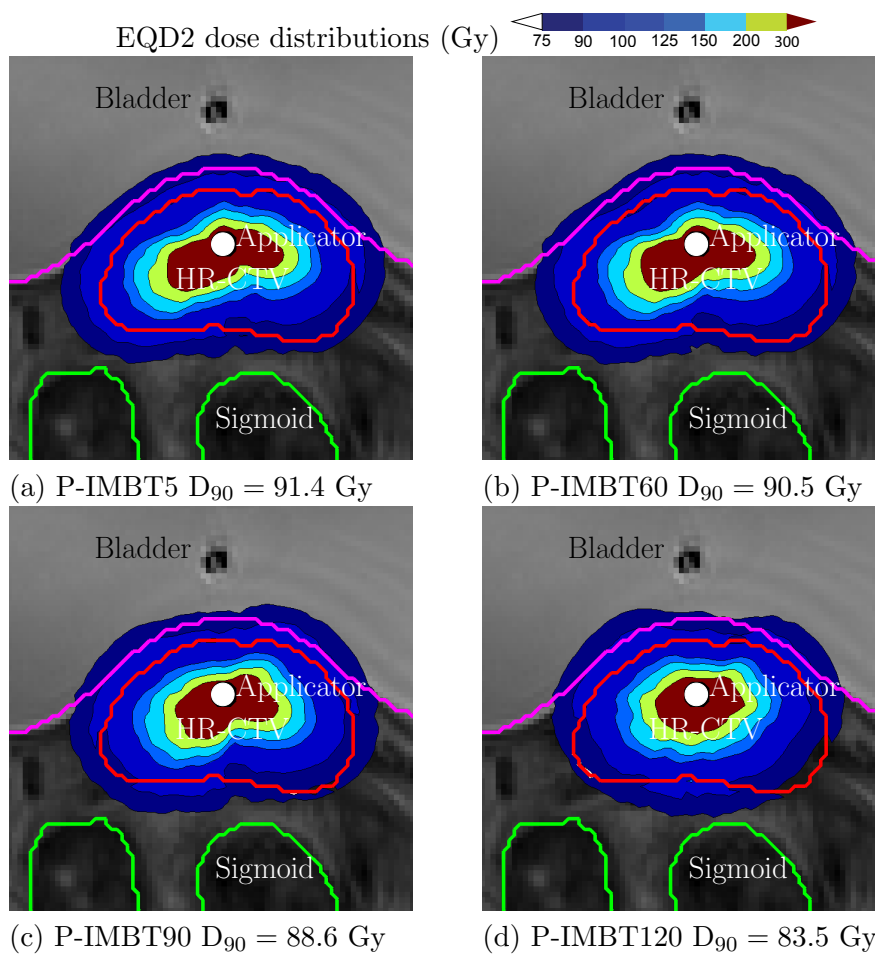 EQD2 dose distributions (Gy)
75 90 100 125 150 200 300
Bladder
Applicator
HR-CTV
Sigmoid
(a) P-IMBT5 D₉₀ = 91.4 Gy
Bladder
Applicator
HR-CTV
Sigmoid
(b) P-IMBT60 D₉₀ = 90.5 Gy
Bladder
Applicator
HR-CTV
Sigmoid
(c) P-IMBT90 D₉₀ = 88.6 Gy
Bladder
Applicator
HR-CTV
Sigmoid
(d) P-IMBT120 D₉₀ = 83.5 Gy